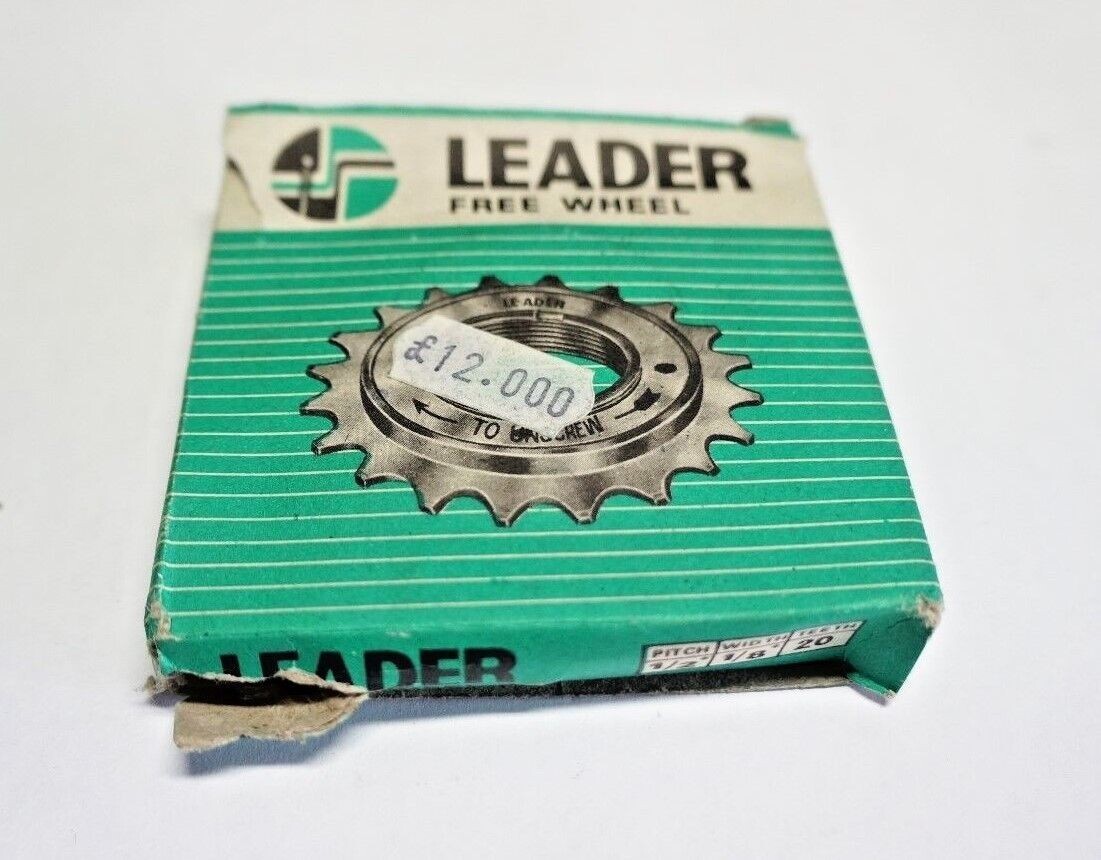 LEADER
FREE WHEEL
LEADER
£12.000
TO UNSCREW
LEADER
PITCH WIDTH TEETH
1/2" 1/8" 20